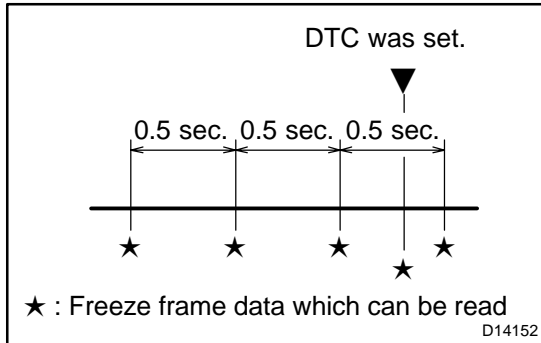 DTC was set.
0.5 sec. 0.5 sec. 0.5 sec.
★ : Freeze frame data which can be read
D14152